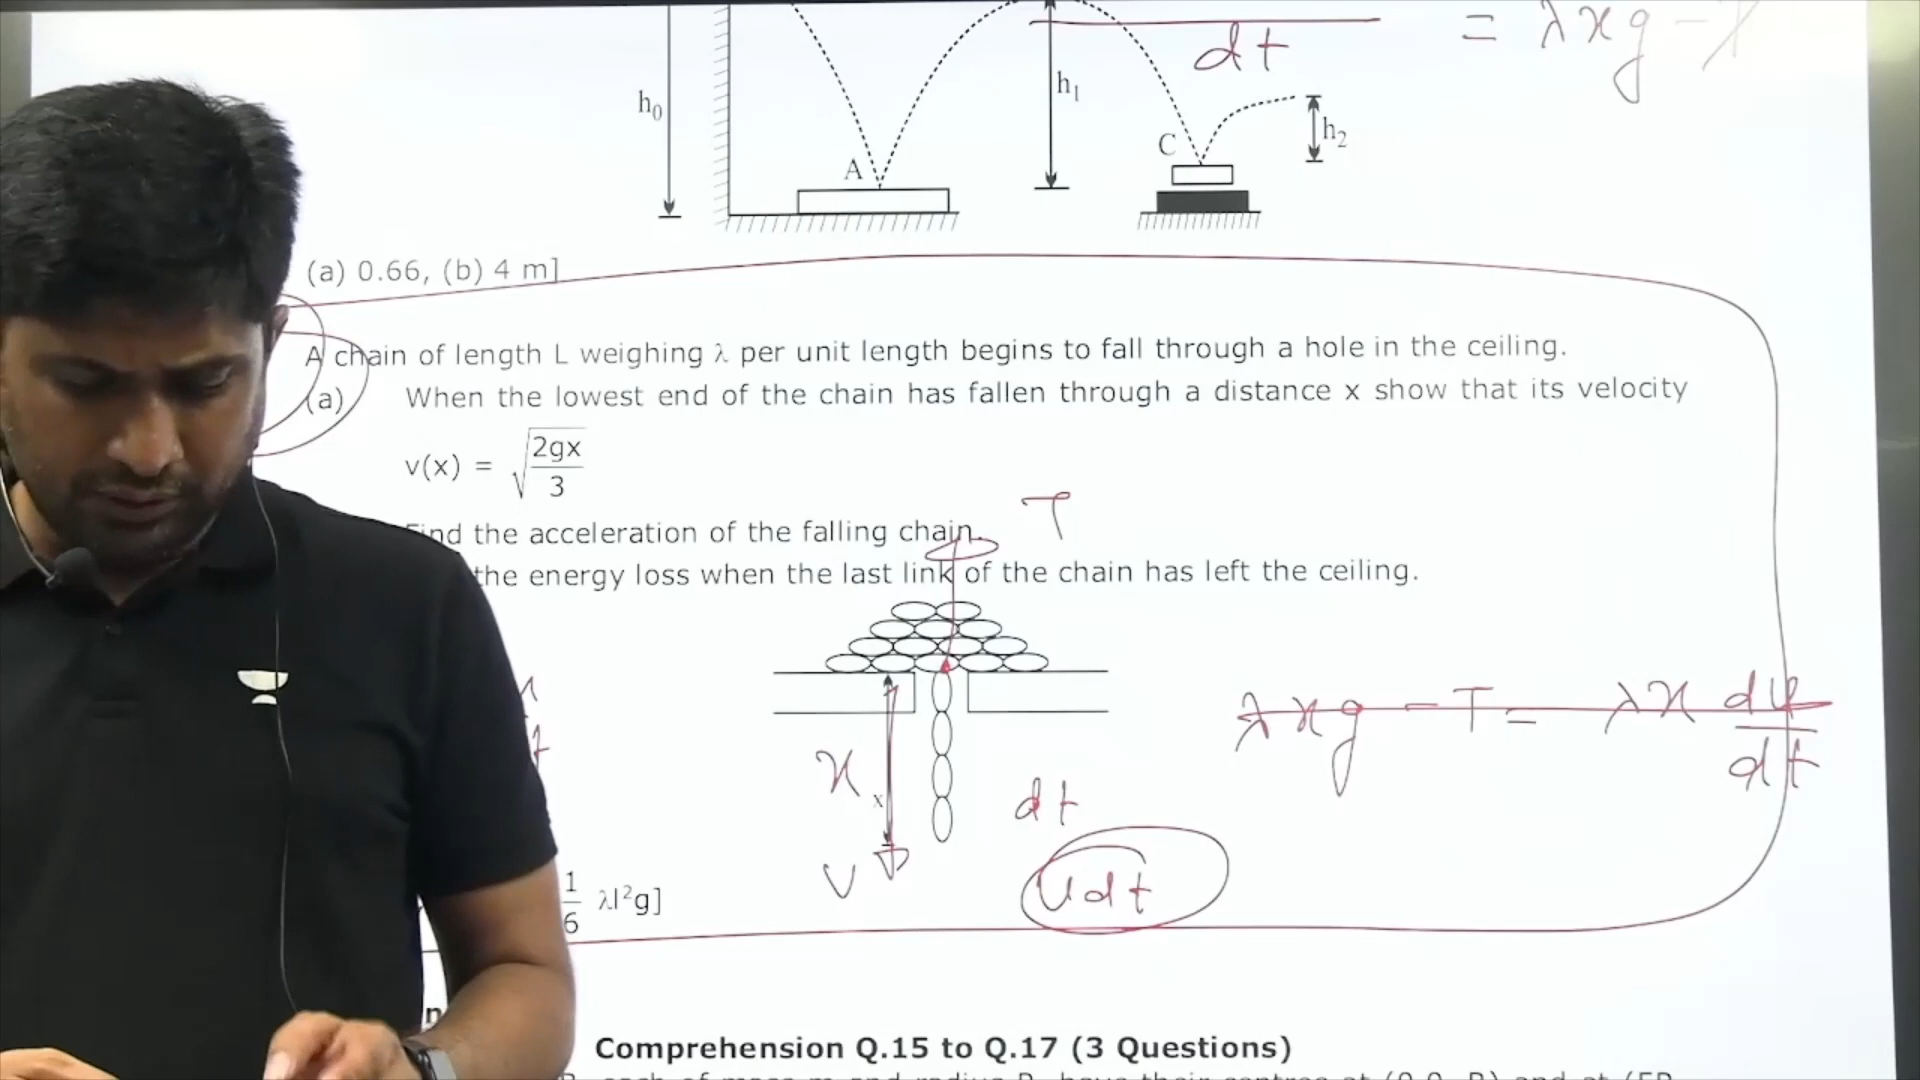 = λxg -
dt
h₀
h₁
A
C
h₂
(a) 0.66, (b) 4 m]
A chain of length L weighing λ per unit length begins to fall through a hole in the ceiling.
(a) When the lowest end of the chain has fallen through a distance x show that its velocity
v(x) = √(2gx/3)
T
Find the acceleration of the falling chain.
the energy loss when the last link of the chain has left the ceiling.
λxg - T = λx dv/dt
x
x
dt
V
vdt
1/6 λl²g]
Comprehension Q.15 to Q.17 (3 Questions)